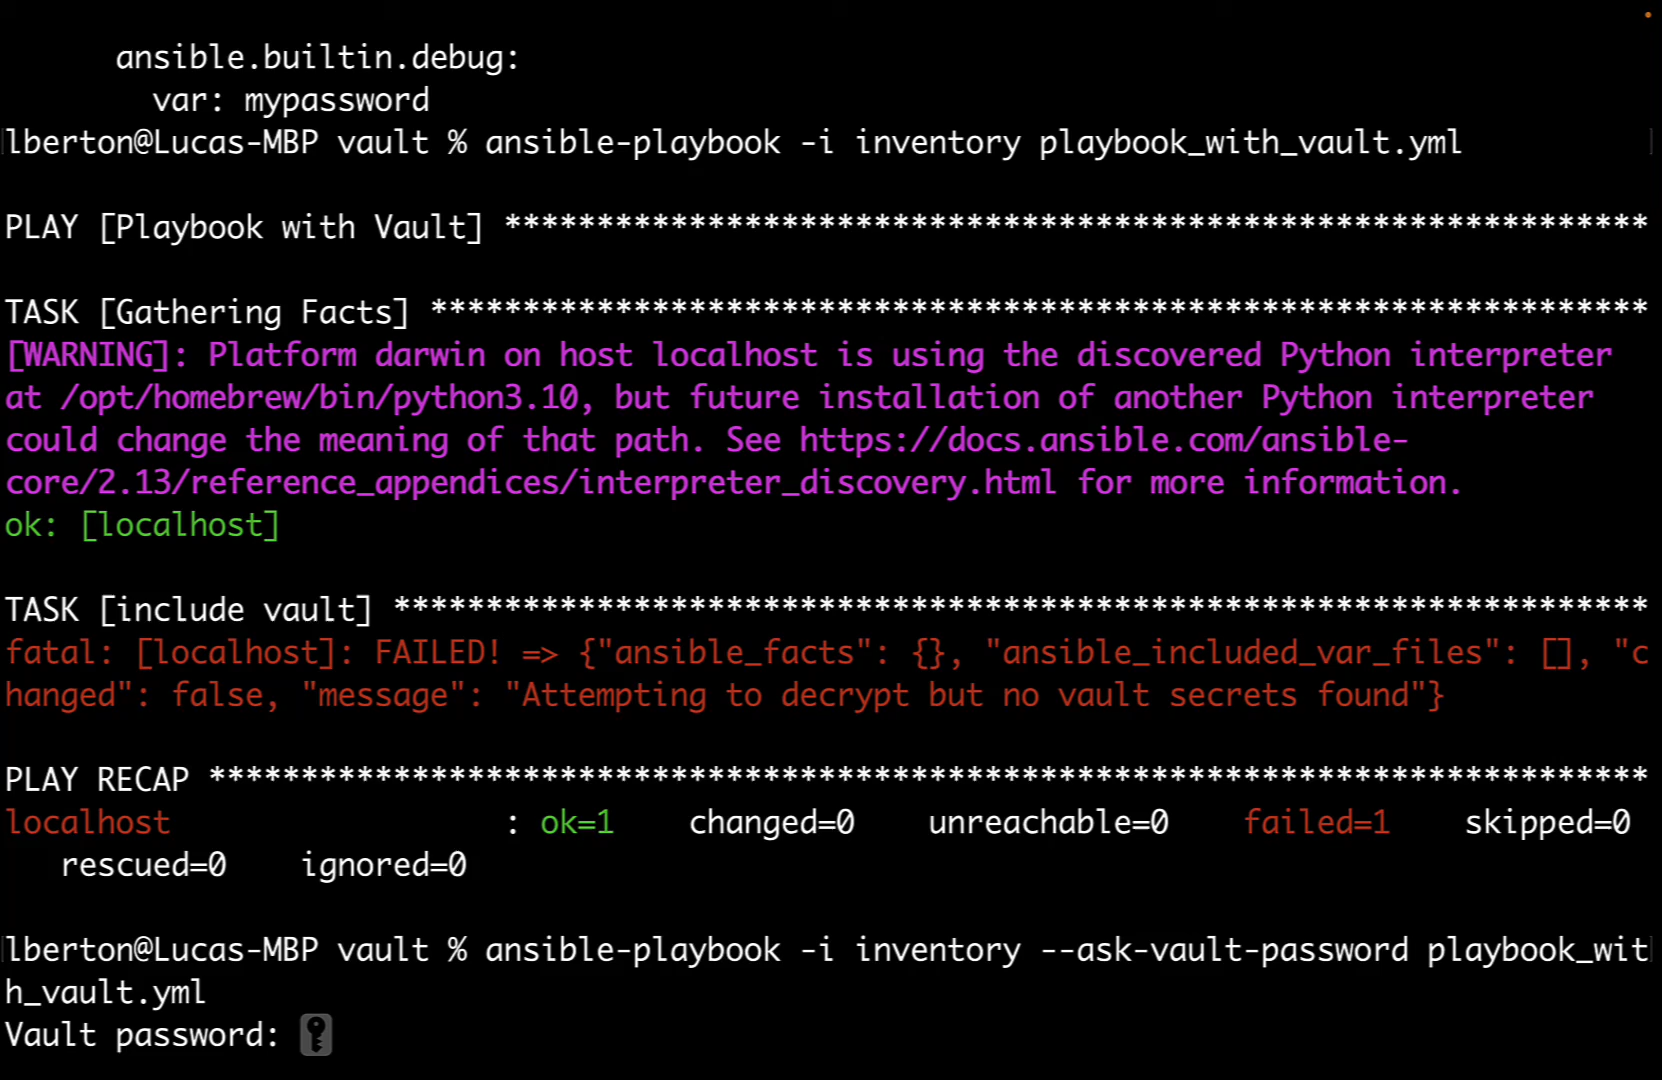 ansible.builtin.debug:
var: mypassword
lberton@Lucas-MBP vault % ansible-playbook -i inventory playbook_with_vault.yml
PLAY [Playbook with Vault] **************************************************************
TASK [Gathering Facts] ******************************************************************
[WARNING]: Platform darwin on host localhost is using the discovered Python interpreter
at /opt/homebrew/bin/python3.10, but future installation of another Python interpreter
could change the meaning of that path. See https://docs.ansible.com/ansible-
core/2.13/reference_appendices/interpreter_discovery.html for more information.
ok: [localhost]
TASK [include vault] ********************************************************************
fatal: [localhost]: FAILED! => {"ansible_facts": {}, "ansible_included_var_files": [], "c
hanged": false, "message": "Attempting to decrypt but no vault secrets found"}
PLAY RECAP ******************************************************************************
localhost : ok=1 changed=0 unreachable=0 failed=1 skipped=0
rescued=0 ignored=0
lberton@Lucas-MBP vault % ansible-playbook -i inventory --ask-vault-password playbook_wit
h_vault.yml
Vault password: